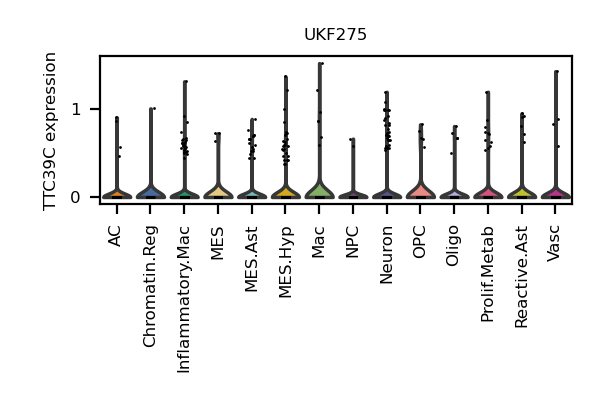 UKF275
TTC39C expression
1
0
AC
Chromatin.Reg
Inflammatory.Mac
MES
MES.Ast
MES.Hyp
Mac
NPC
Neuron
OPC
Oligo
Prolif.Metab
Reactive.Ast
Vasc